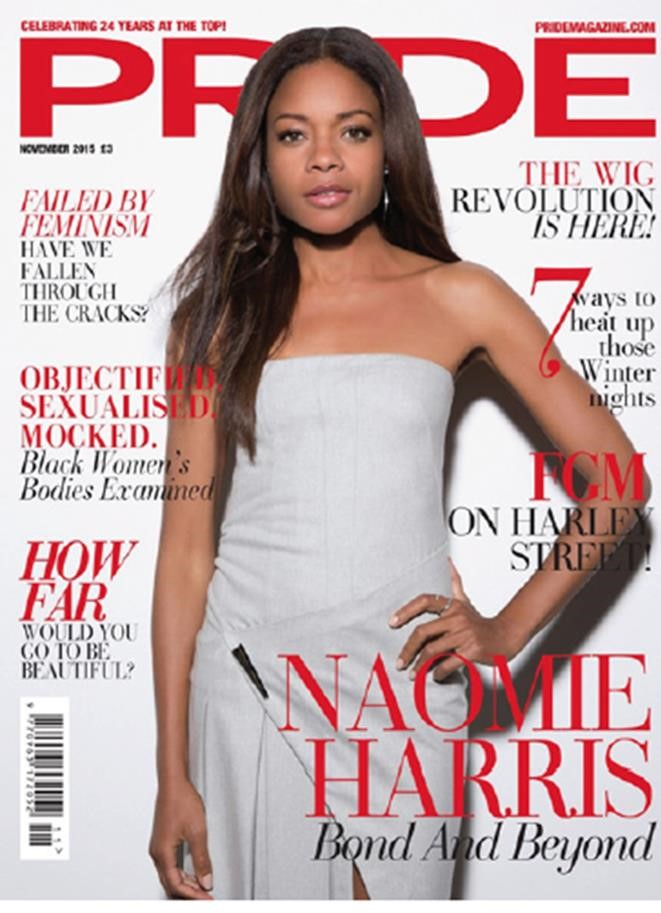 CELEBRATING 24 YEARS AT THE TOP!
PRIDEMAGAZINE.COM
PRIDE
NOVEMBER 2015 £3
FAILED BY
FEMINISM
HAVE WE
FALLEN
THROUGH
THE CRACKS?
OBJECTIFIED,
SEXUALISED,
MOCKED.
Black Women's
Bodies Examined
HOW
FAR
WOULD YOU
GO TO BE
BEAUTIFUL?
THE WIG
REVOLUTION
IS HERE!
7 ways to
heat up
those
Winter
nights
FGM
ON HARLEY
STREET!
NAOMIE
HARRIS
Bond And Beyond
11>